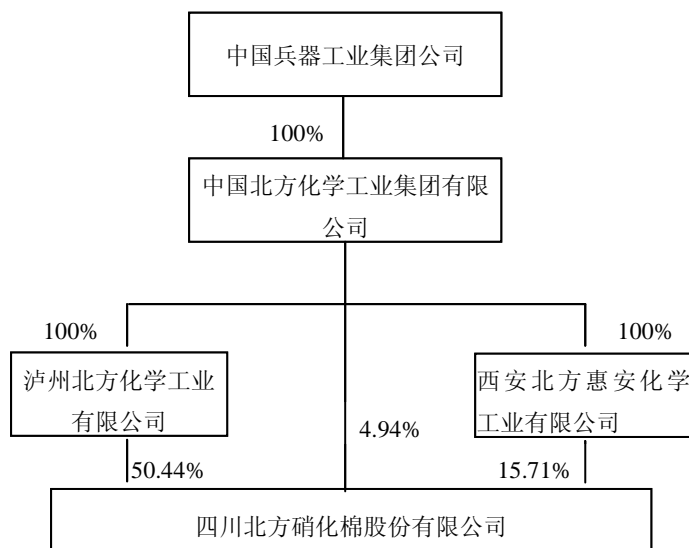 中国兵器工业集团公司
100%
中国北方化学工业集团有限
公司
100%
100%
泸州北方化学工业
有限公司
西安北方惠安化学
工业有限公司
4.94%
50.44%
15.71%
四川北方硝化棉股份有限公司